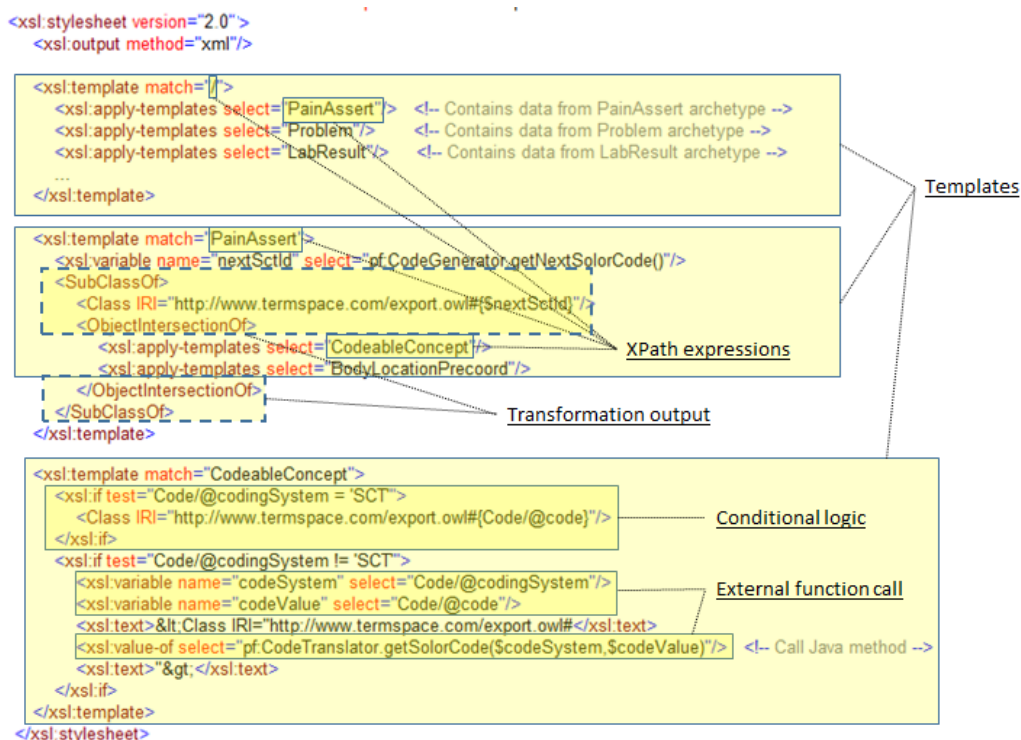 <xsl:stylesheet version="2.0">
<xsl:output method="xml"/>
<xsl:template match="/">
<xsl:apply-templates select="PainAssert"/> <!-- Contains data from PainAssert archetype -->
<xsl:apply-templates select="Problem"/> <!-- Contains data from Problem archetype -->
<xsl:apply-templates select="LabResult"/> <!-- Contains data from LabResult archetype -->
...
</xsl:template>
Templates
<xsl:template match="PainAssert">
<xsl:variable name="nextSctId" select="pf:CodeGenerator.getNextSolorCode()"/>
<SubClassOf>
<Class IRI="http://www.termspace.com/export.owl#{$nextSctId}"/>
<ObjectIntersectionOf>
<xsl:apply-templates select="CodeableConcept"/>
XPath expressions
<xsl:apply-templates select="BodyLocationPrecoord"/>
</ObjectIntersectionOf>
</SubClassOf>
Transformation output
</xsl:template>
<xsl:template match="CodeableConcept">
<xsl:if test="Code/@codingSystem = 'SCT'">
<Class IRI="http://www.termspace.com/export.owl#{Code/@code}"/>
Conditional logic
</xsl:if>
<xsl:if test="Code/@codingSystem != 'SCT'">
<xsl:variable name="codeSystem" select="Code/@codingSystem"/>
External function call
<xsl:variable name="codeValue" select="Code/@code"/>
<xsl:text>&lt;Class IRI="http://www.termspace.com/export.owl#</xsl:text>
<xsl:value-of select="pf:CodeTranslator.getSolorCode($codeSystem,$codeValue)"/> <!-- Call Java method -->
<xsl:text>"&gt;</xsl:text>
</xsl:if>
</xsl:template>
</xsl:stylesheet>